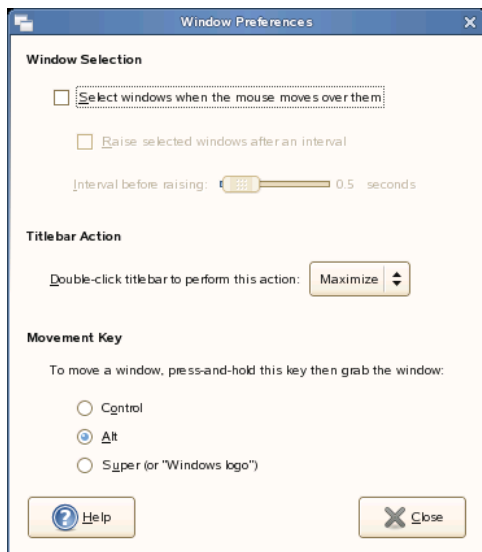 Window Preferences
Window Selection
Select windows when the mouse moves over them
Raise selected windows after an interval
Interval before raising: 0.5 seconds
Titlebar Action
Double-click titlebar to perform this action: Maximize
Movement Key
To move a window, press-and-hold this key then grab the window:
Control
Alt
Super (or "Windows logo")
Help Close